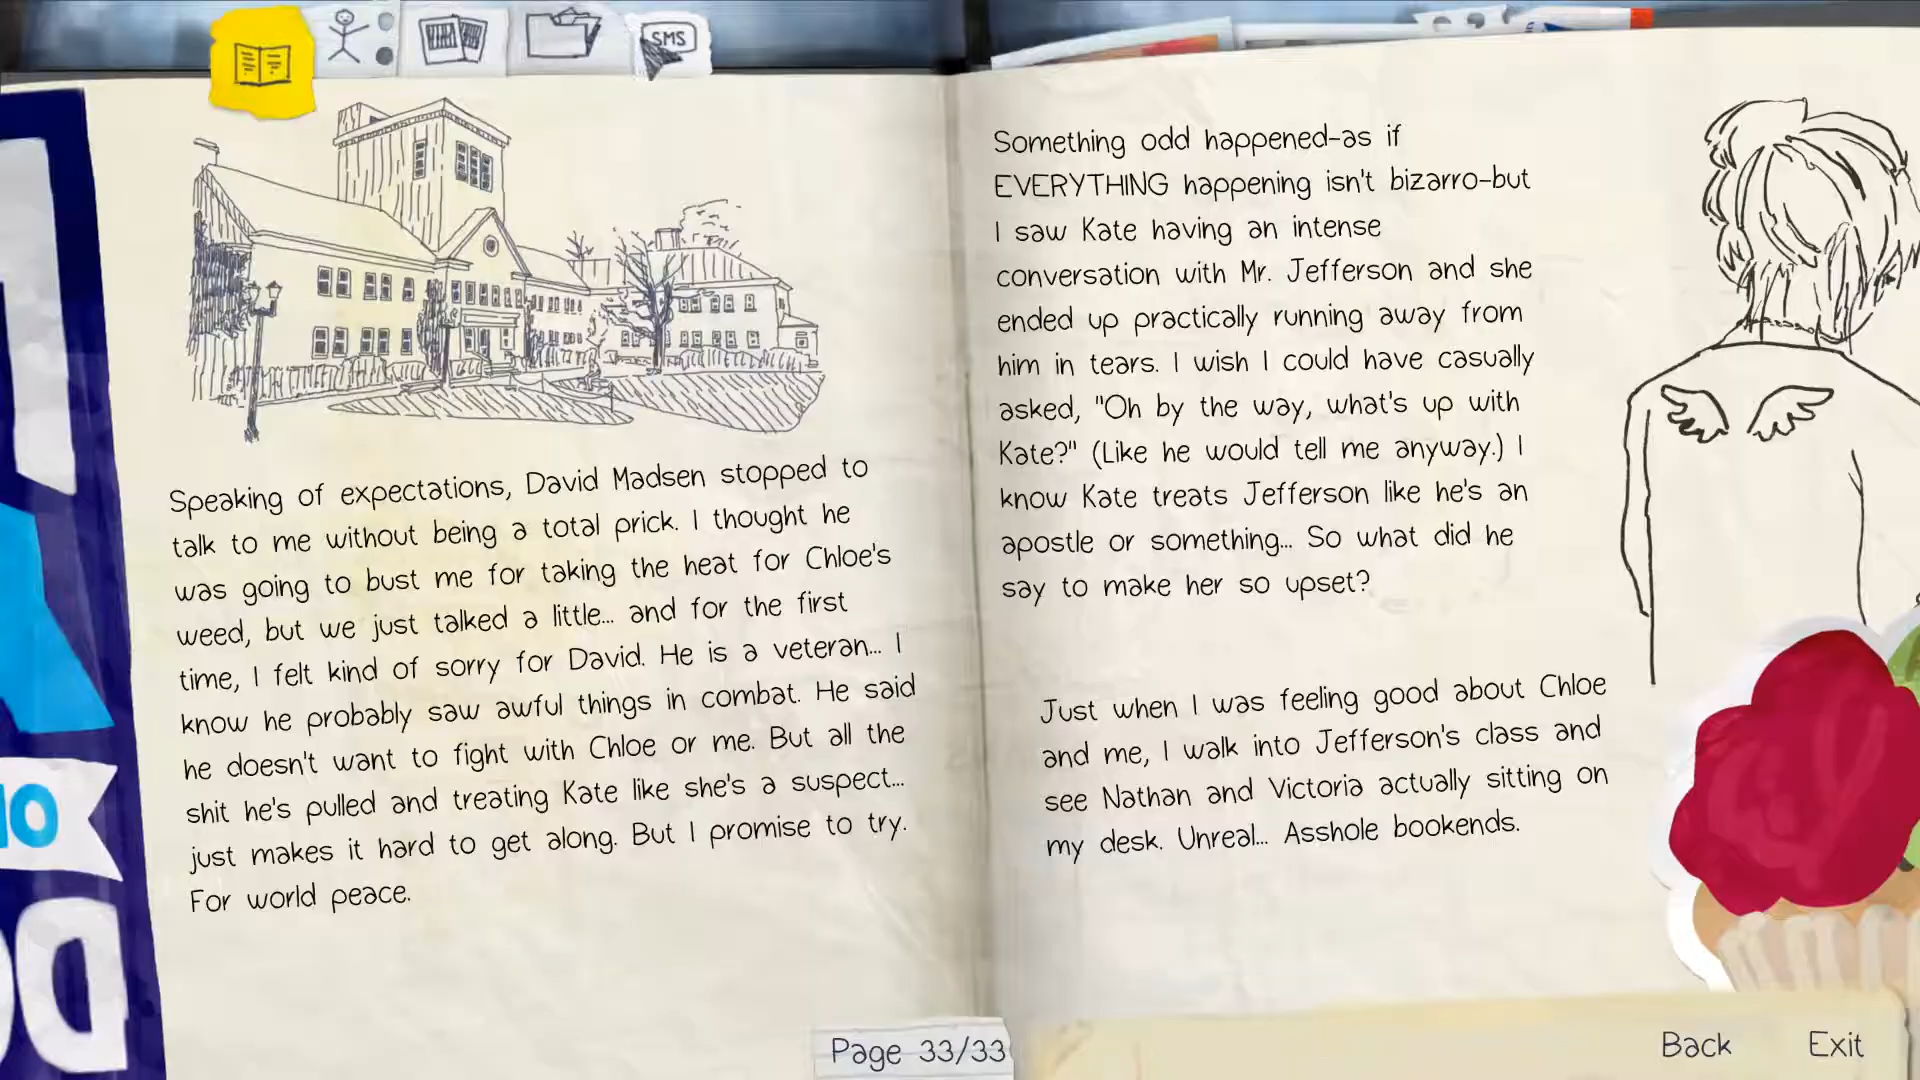 SMS
Speaking of expectations, David Madsen stopped to
talk to me without being a total prick. I thought he
was going to bust me for taking the heat for Chloe's
weed, but we just talked a little... and for the first
time, I felt kind of sorry for David. He is a veteran... I
know he probably saw awful things in combat. He said
he doesn't want to fight with Chloe or me. But all the
shit he's pulled and treating Kate like she's a suspect...
just makes it hard to get along. But I promise to try.
For world peace.
Something odd happened-as if
EVERYTHING happening isn't bizarro-but
I saw Kate having an intense
conversation with Mr. Jefferson and she
ended up practically running away from
him in tears. I wish I could have casually
asked, "Oh by the way, what's up with
Kate?" (Like he would tell me anyway.) I
know Kate treats Jefferson like he's an
apostle or something... So what did he
say to make her so upset?
Just when I was feeling good about Chloe
and me, I walk into Jefferson's class and
see Nathan and Victoria actually sitting on
my desk. Unreal... Asshole bookends.
Page 33/33
Back Exit